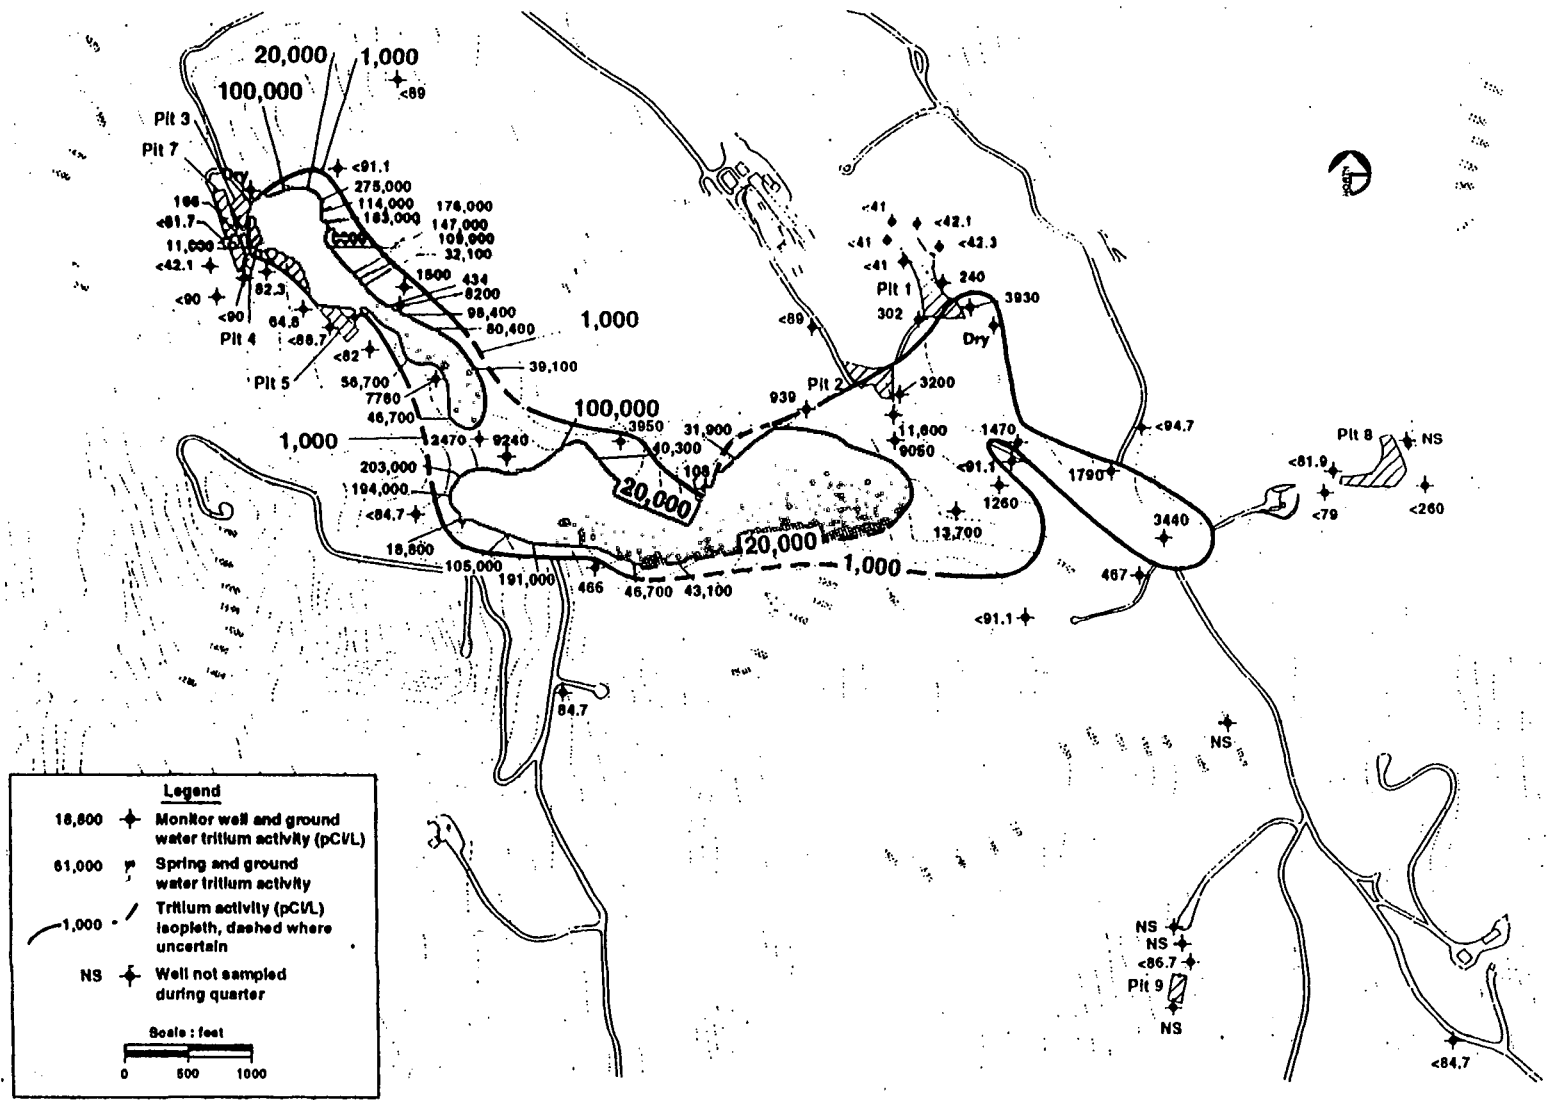 20,000
1,000
100,000
<89
Pit 3
Pit 7
<91.1
275,000
114,000
183,000
176,000
147,000
109,000
32,100
166
<81.7
11,000
<42.1
82.3
<90
<90
Pit 4
64.6
<88.7
Pit 5
<82
1800
434
8200
98,400
80,400
1,000
39,100
56,700
7760
46,700
1,000
2470
9240
100,000
3950
40,300
31,900
108
203,000
194,000
<84.7
18,800
105,000
191,000
466
46,700
43,100
20,000
20,000
1,000
939
<89
Pit 2
3200
11,600
9050
13,700
<41
<42.1
<41
<42.3
<41
240
Pit 1
302
3930
Dry
1470
<91.1
1260
1790
<94.7
3440
467
<91.1
NORTH
Pit 8
NS
<81.9
<79
<260
84.7
NS
NS
NS
<86.7
Pit 9
NS
<84.7
Legend
18,800 Monitor well and ground
water tritium activity (pCi/L)
61,000 Spring and ground
water tritium activity
1,000 Tritium activity (pCi/L)
isopleth, dashed where
uncertain
NS Well not sampled
during quarter
Scale : feet
0 500 1000